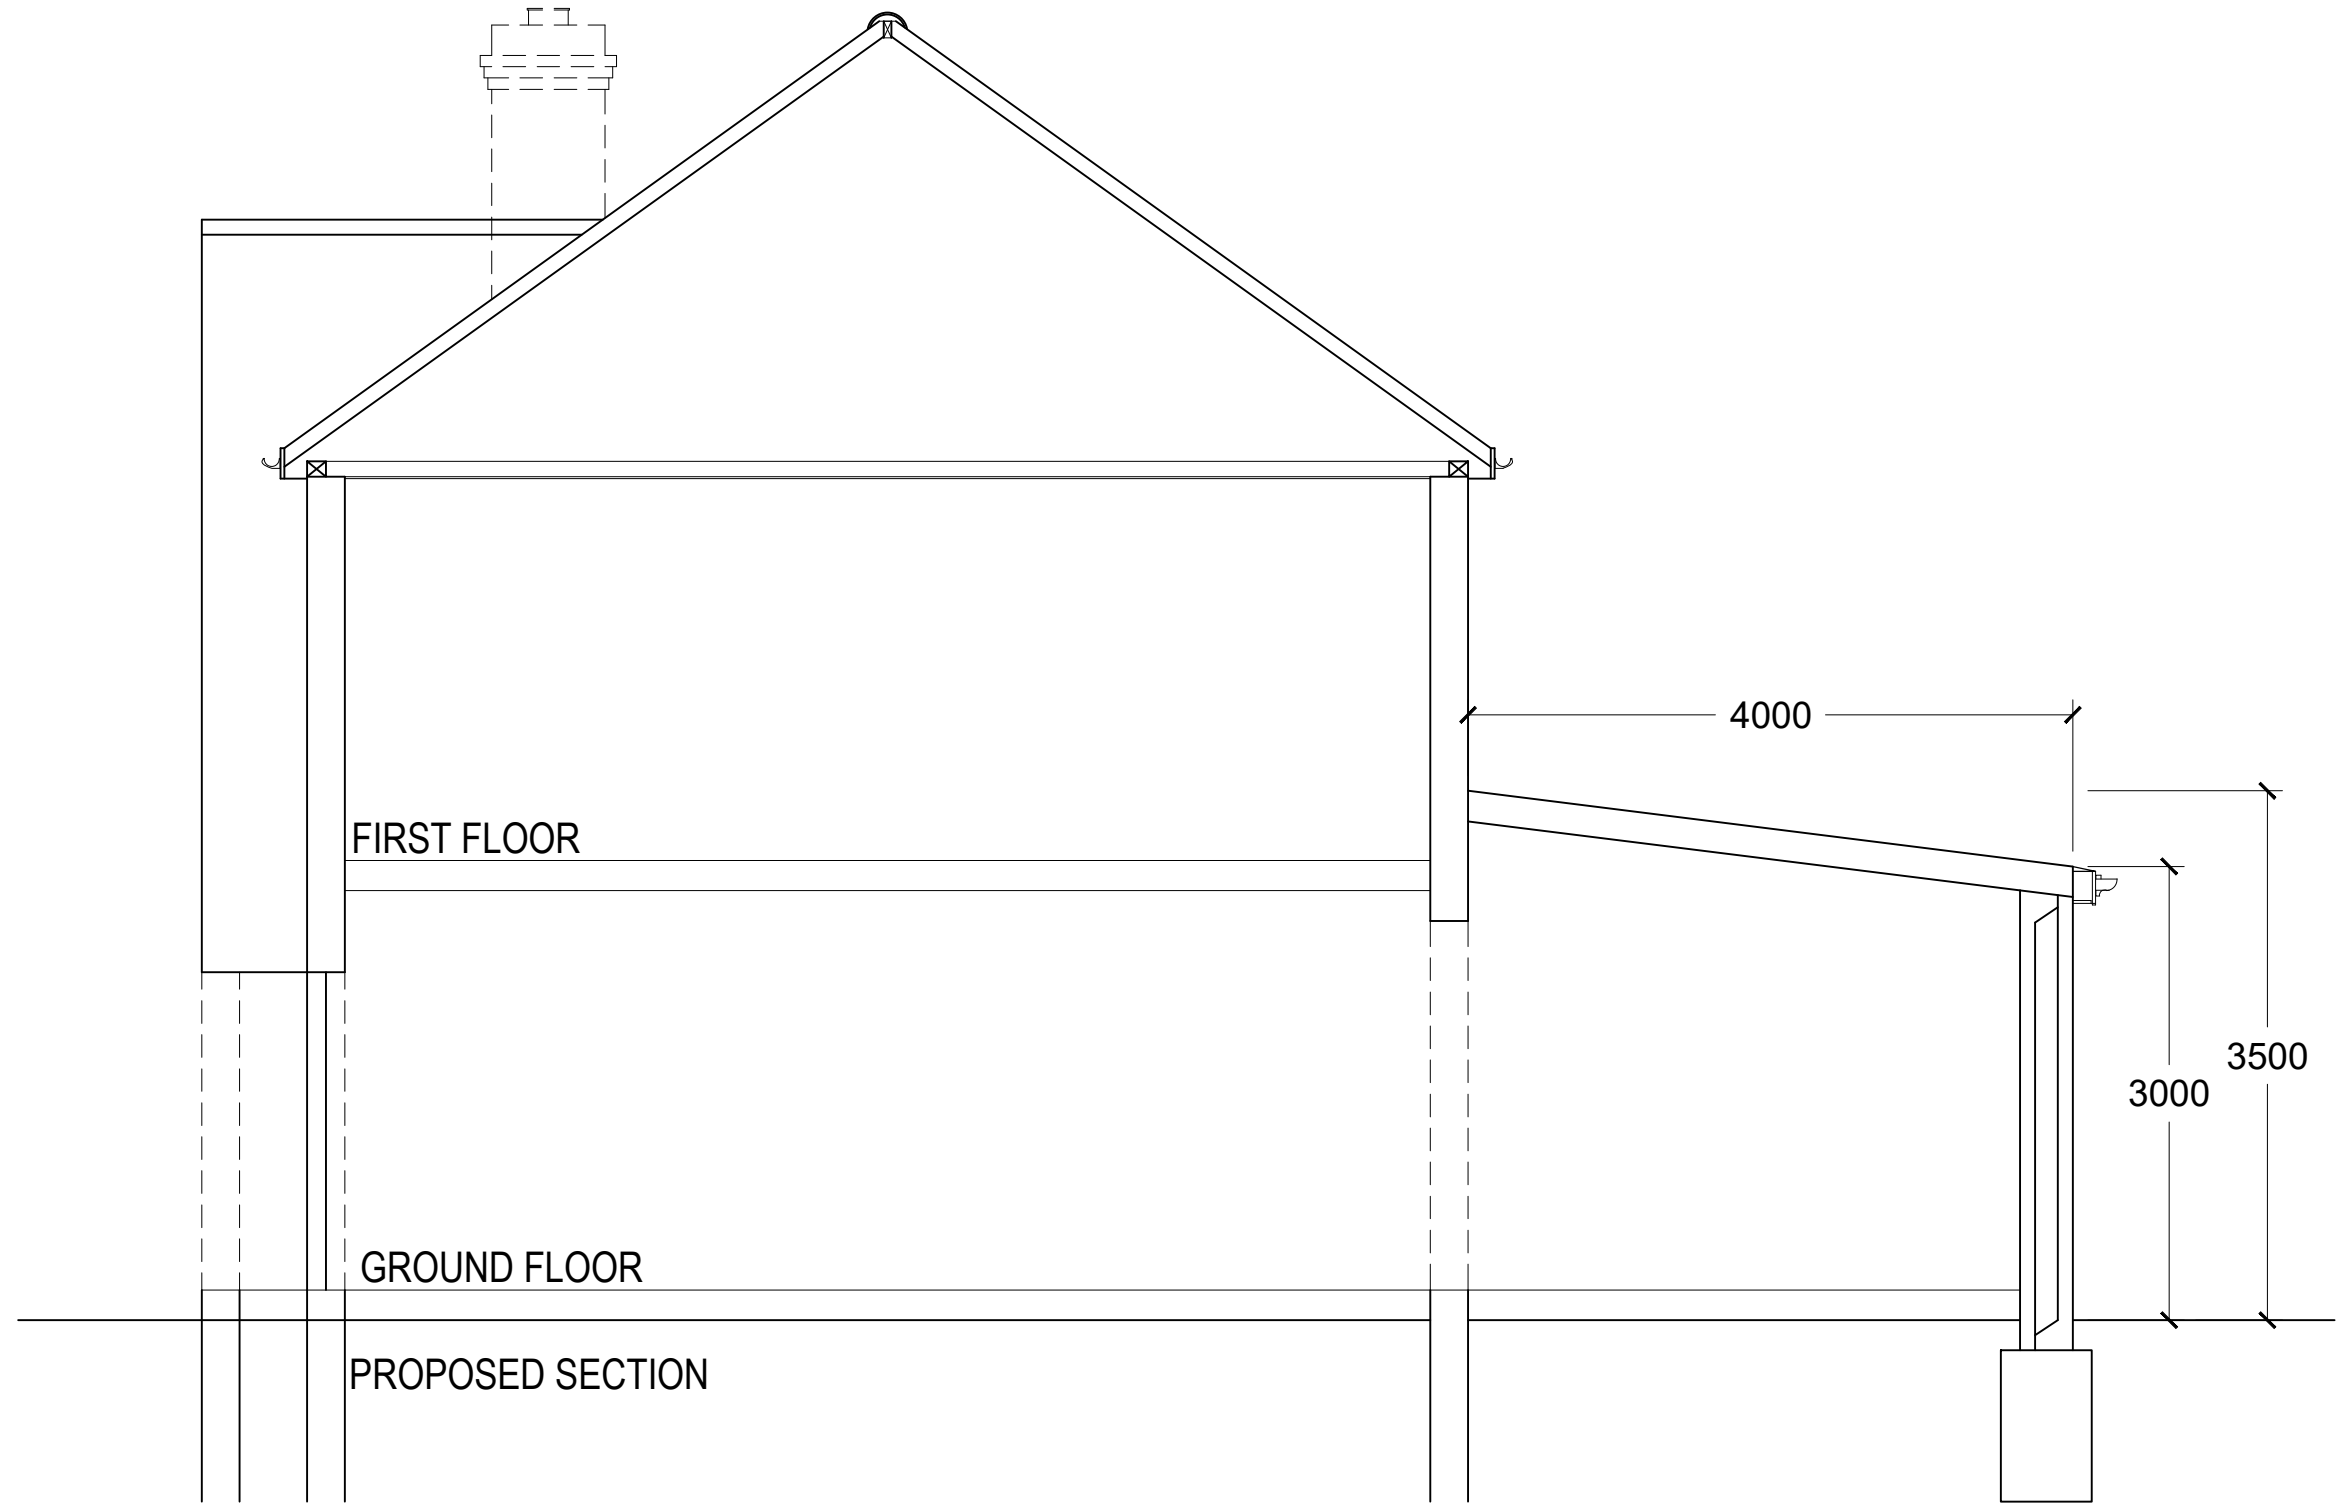 4000
FIRST FLOOR
3500
3000
GROUND FLOOR
PROPOSED SECTION